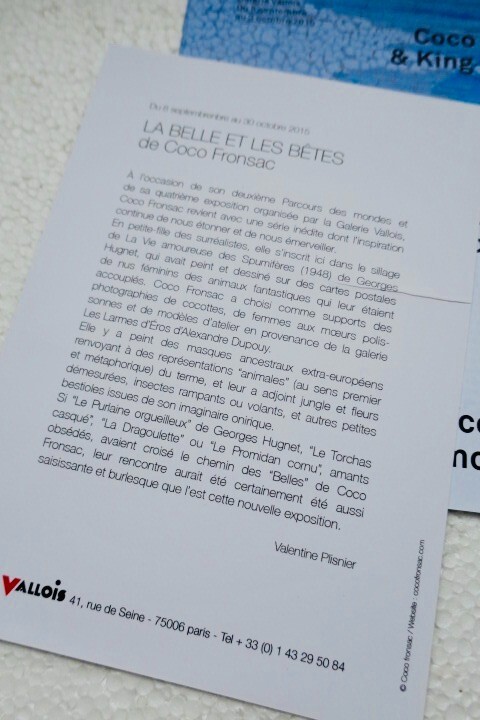 Coco
& King
Du 8 septembrenbre au 30 octobre 2015
LA BELLE ET LES BÊTES
de Coco Fronsac
À l'occasion de son deuxième Parcours des mondes et
de sa quatrième exposition organisée par la Galerie Vallois,
Coco Fronsac revient avec une série inédite dont l'inspiration
continue de nous étonner et de nous émerveiller.
En petite-fille des surréalistes, elle s'inscrit ici dans le sillage
de La Vie amoureuse des Spumifères (1948) de Georges
Hugnet, qui avait peint et dessiné sur des cartes postales
de nus féminins des animaux fantastiques qui leur étaient
accouplés. Coco Fronsac a choisi comme supports des
photographies de cocottes, de femmes aux mœurs polis-
sonnes et de modèles d'atelier en provenance de la galerie
Les Larmes d'Eros d'Alexandre Dupouy.
Elle y a peint des masques ancestraux extra-européens
renvoyant à des représentations "animales" (au sens premier
et métaphorique) du terme, et leur a adjoint jungle et fleurs
démesurées, insectes rampants ou volants, et autres petites
bestioles issues de son imaginaire onirique.
Si "Le Purlaine orgueilleux" de Georges Hugnet, "Le Torchas
casqué", "La Dragoulette" ou "Le Promidan cornu", amants
obsédés, avaient croisé le chemin des "Belles" de Coco
Fronsac, leur rencontre aurait été certainement été aussi
saisissante et burlesque que l'est cette nouvelle exposition.
Valentine Plisnier
VALLOIS 41, rue de Seine - 75006 paris - Tel + 33 (0) 1 43 29 50 84
© Coco fronsac / Website : cocofronsac.com